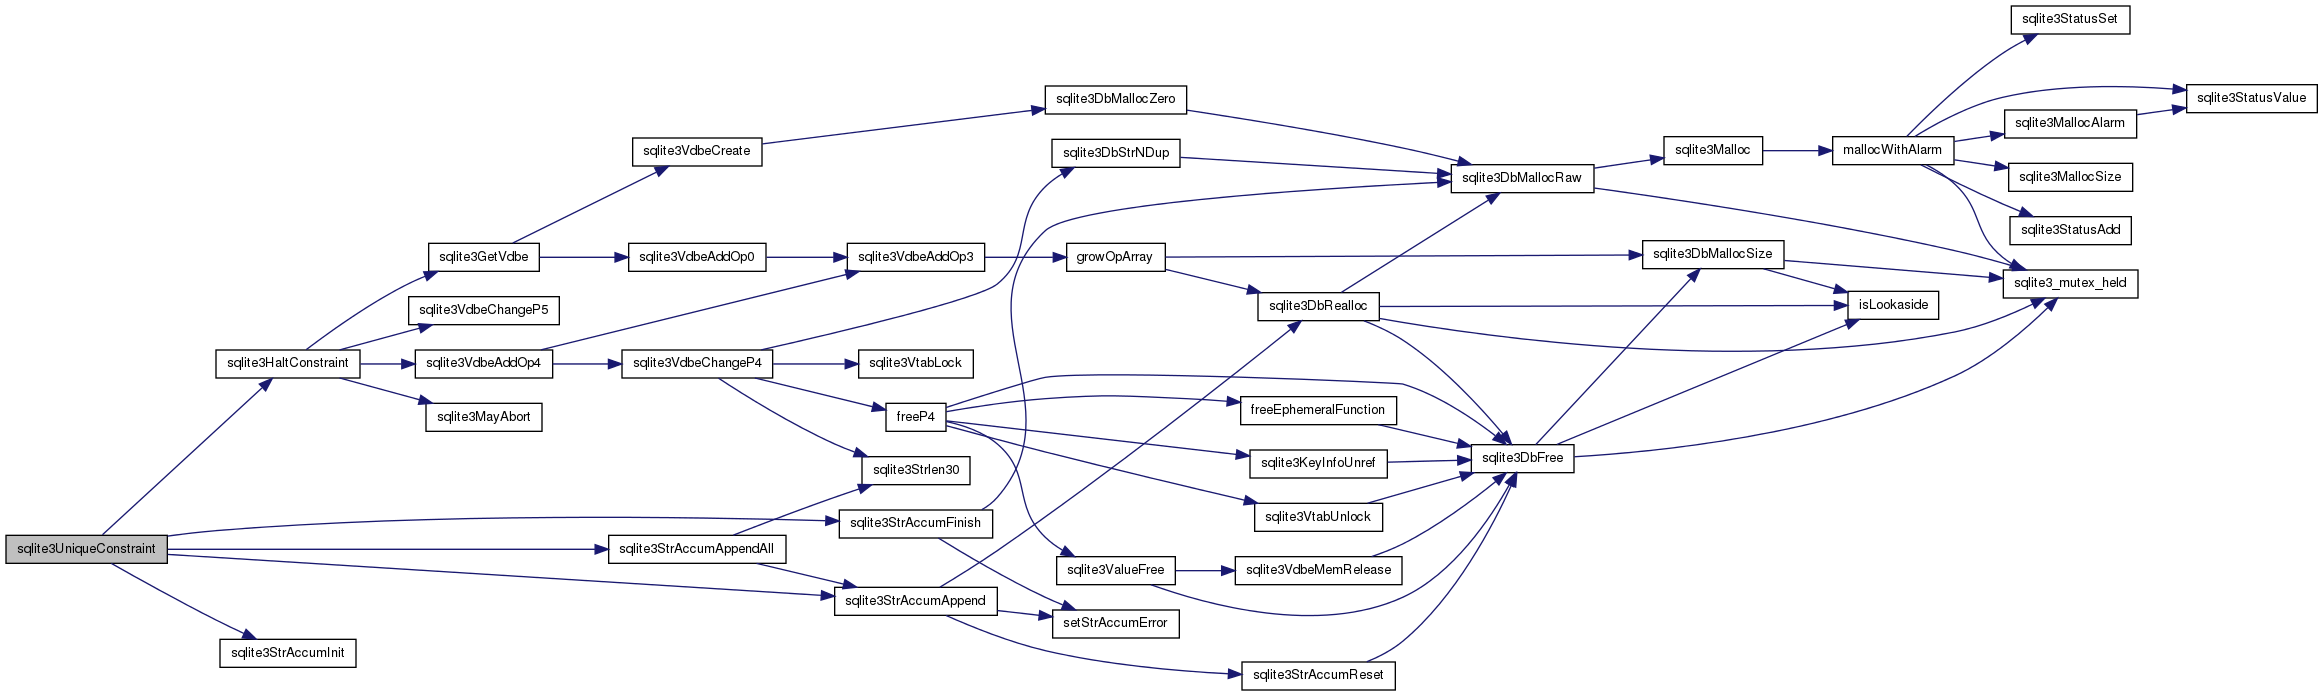 sqlite3StatusSet
sqlite3StatusValue
sqlite3DbMallocZero
sqlite3MallocAlarm
sqlite3VdbeCreate
sqlite3DbStrNDup
sqlite3Malloc
mallocWithAlarm
sqlite3DbMallocRaw
sqlite3MallocSize
sqlite3StatusAdd
sqlite3GetVdbe
sqlite3VdbeAddOp0
sqlite3VdbeAddOp3
growOpArray
sqlite3DbMallocSize
sqlite3_mutex_held
sqlite3VdbeChangeP5
sqlite3DbRealloc
isLookaside
sqlite3HaltConstraint
sqlite3VdbeAddOp4
sqlite3VdbeChangeP4
sqlite3VtabLock
sqlite3MayAbort
freeP4
freeEphemeralFunction
sqlite3Strlen30
sqlite3KeyInfoUnref
sqlite3DbFree
sqlite3StrAccumFinish
sqlite3VtabUnlock
sqlite3UniqueConstraint
sqlite3StrAccumAppendAll
sqlite3ValueFree
sqlite3VdbeMemRelease
sqlite3StrAccumAppend
setStrAccumError
sqlite3StrAccumInit
sqlite3StrAccumReset